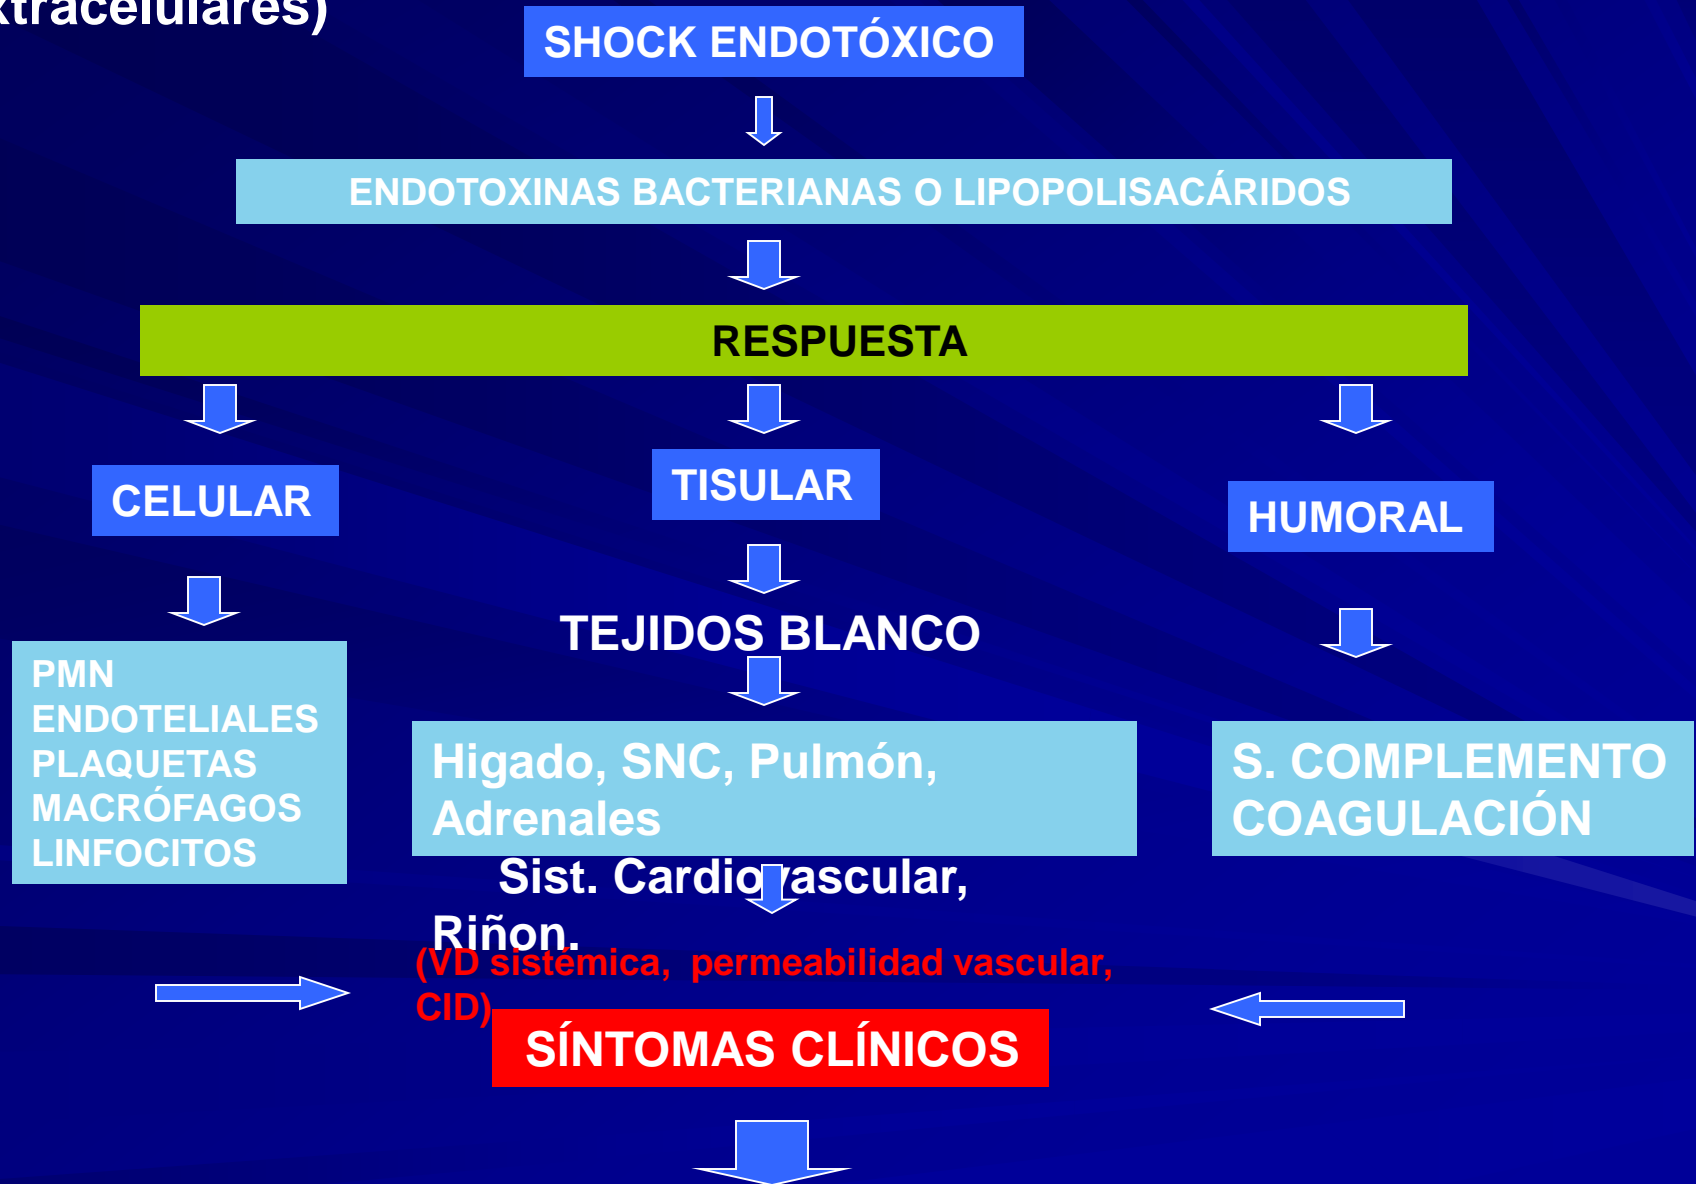 xtracelulares)
SHOCK ENDOTÓXICO
ENDOTOXINAS BACTERIANAS O LIPOPOLISACÁRIDOS
RESPUESTA
CELULAR
TISULAR
HUMORAL
TEJIDOS BLANCO
PMN
ENDOTELIALES
PLAQUETAS
MACRÓFAGOS
LINFOCITOS
Higado, SNC, Pulmón,
Adrenales
Sist. Cardiovascular,
Riñon.
S. COMPLEMENTO
COAGULACIÓN
(VD sistémica, permeabilidad vascular,
CID)
SÍNTOMAS CLÍNICOS